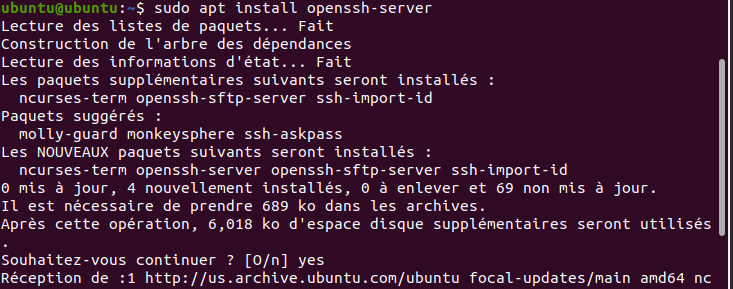 ubuntu@ubuntu:~$ sudo apt install openssh-server
Lecture des listes de paquets... Fait
Construction de l'arbre des dépendances
Lecture des informations d'état... Fait
Les paquets supplémentaires suivants seront installés :
  ncurses-term openssh-sftp-server ssh-import-id
Paquets suggérés :
  molly-guard monkeysphere ssh-askpass
Les NOUVEAUX paquets suivants seront installés :
  ncurses-term openssh-server openssh-sftp-server ssh-import-id
0 mis à jour, 4 nouvellement installés, 0 à enlever et 69 non mis à jour.
Il est nécessaire de prendre 689 ko dans les archives.
Après cette opération, 6,018 ko d'espace disque supplémentaires seront utilisés
.
Souhaitez-vous continuer ? [O/n] yes
Réception de :1 http://us.archive.ubuntu.com/ubuntu focal-updates/main amd64 nc